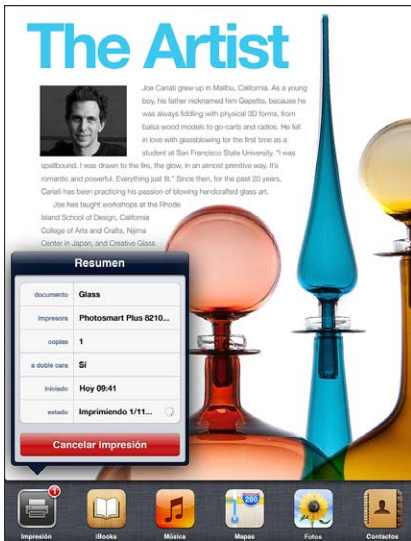 The Artist
Joe Cariati grew up in Malibu, California. As a young
boy, his father nicknamed him Gepetto, because he
was always fiddling with physical 3D forms, from
balsa wood models to go-carts and radios. He fell
in love with glassblowing for the first time as a
student at San Francisco State University. "I was
spellbound. I was drawn to the fire, the glow, in an almost primitive way. It's
romantic and powerful. Everything just fit." Since then, for the past 20 years,
Cariati has been practicing his passion of blowing handcrafted glass art.
Joe has taught workshops at the Rhode
Island School of Design, California
College of Arts and Crafts, Nijima
Center in Japan, and Creative Glass
Resumen
documento Glass
impresora Photosmart Plus 8210...
copias 1
a doble cara Sí
iniciado Hoy 09:41
estado Imprimiendo 1/11...
Cancelar impresión
1
280
Impresión iBooks Música Mapas Fotos Contactos